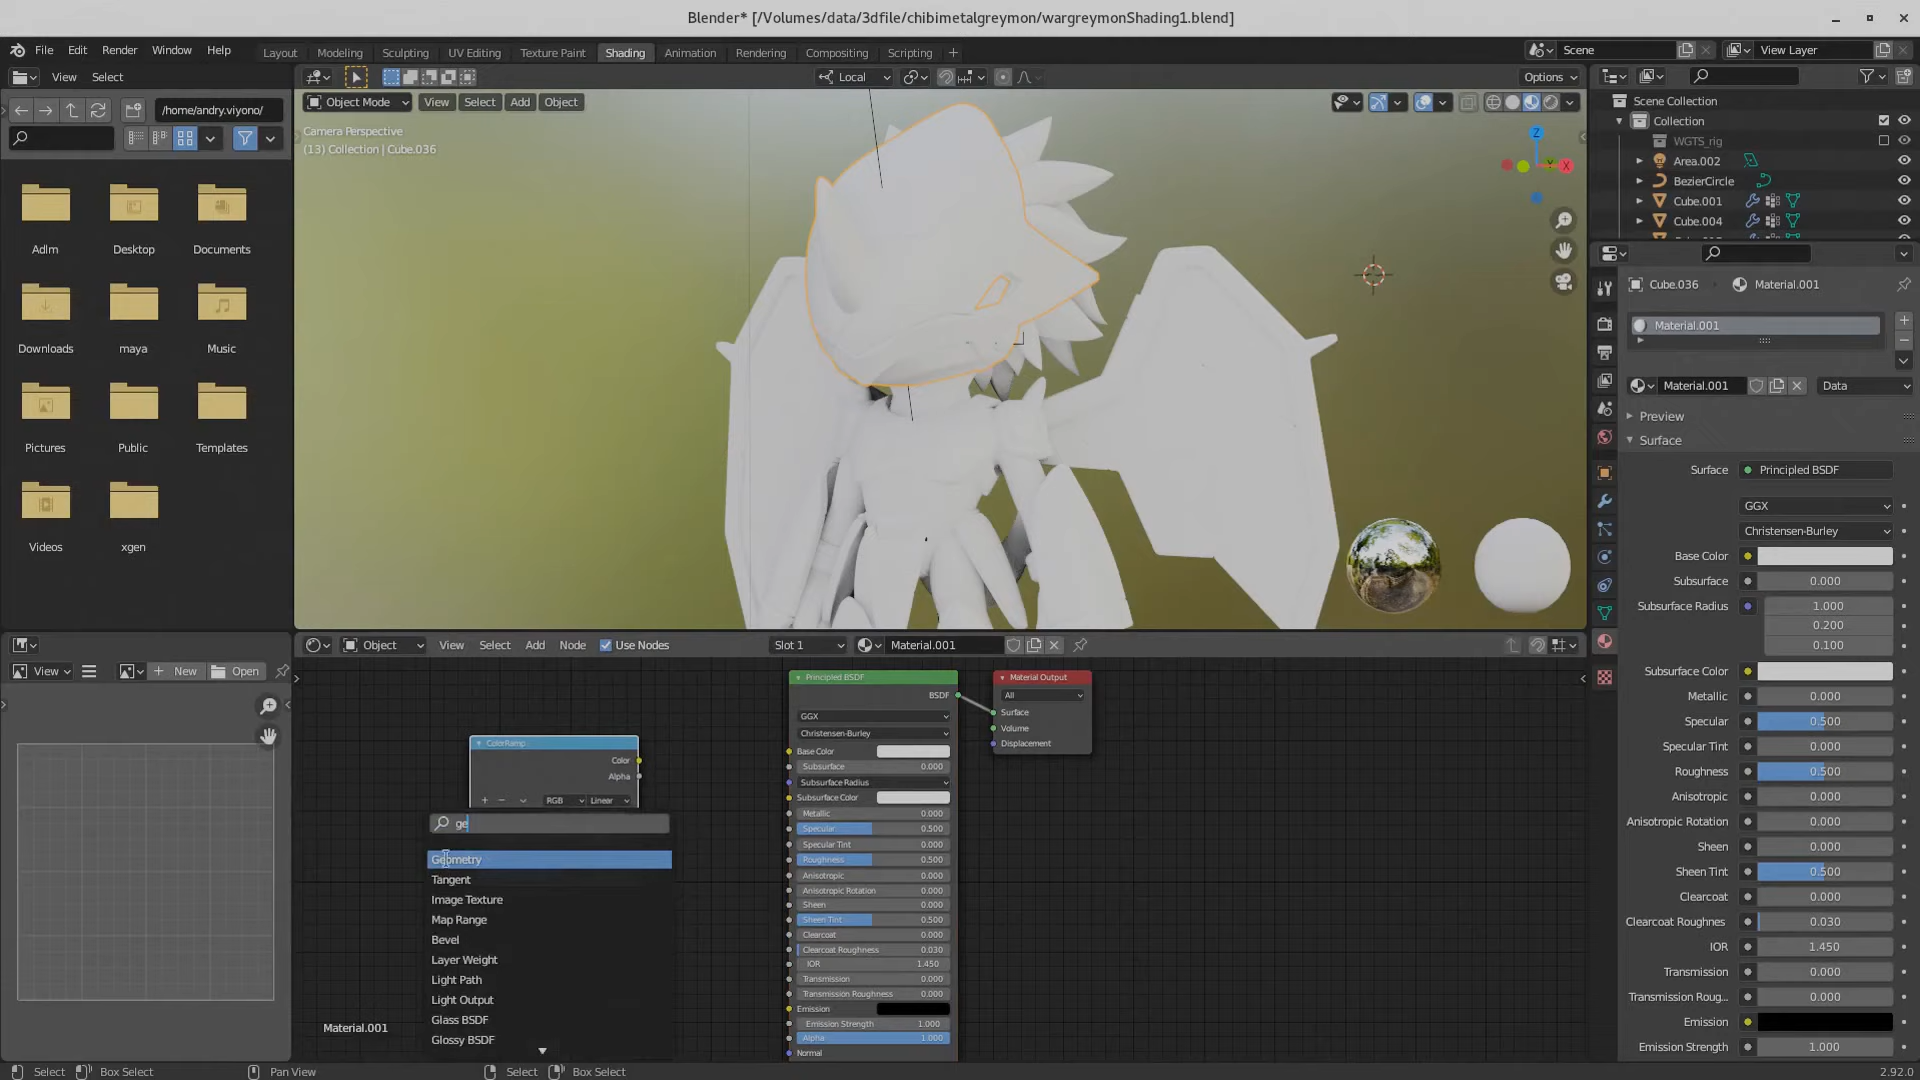 Blender* [/Volumes/data/3dfile/chibimetalgreymon/wargreymonShading1.blend]
File Edit Render Window Help
Layout Modeling Sculpting UV Editing Texture Paint Shading Animation Rendering Compositing Scripting +
Scene
View Layer
View Select
Local
Options
/home/andry.viyono/
Object Mode
View Select Add Object
Camera Perspective
(13) Collection | Cube.036
Scene Collection
Collection
WGTS_rig
Area.002
BezierCircle
Cube.001
Cube.004
Z
Y
X
Adlm
Desktop
Documents
Downloads
maya
Music
Pictures
Public
Templates
Videos
xgen
Cube.036
Material.001
Material.001
Material.001
Data
Preview
Surface
Surface
Principled BSDF
GGX
Christensen-Burley
Base Color
Subsurface
0.000
Subsurface Radius
1.000
0.200
0.100
Subsurface Color
Metallic
0.000
Specular
0.500
Specular Tint
0.000
Roughness
0.500
Anisotropic
0.000
Anisotropic Rotation
0.000
Sheen
0.000
Sheen Tint
0.500
Clearcoat
0.000
Clearcoat Roughnes
0.030
IOR
1.450
Transmission
0.000
Transmission Roug...
0.000
Emission
Emission Strength
1.000
View
New
Open
Object
View Select Add Node
Use Nodes
Slot 1
Material.001
ColorRamp
Color
Alpha
RGB
Linear
ge
Geometry
Tangent
Image Texture
Map Range
Bevel
Layer Weight
Light Path
Light Output
Glass BSDF
Glossy BSDF
Material.001
Principled BSDF
BSDF
GGX
Christensen-Burley
Base Color
Subsurface 0.000
Subsurface Radius
Subsurface Color
Metallic 0.000
Specular 0.500
Specular Tint 0.000
Roughness 0.500
Anisotropic 0.000
Anisotropic Rotation 0.000
Sheen 0.000
Sheen Tint 0.500
Clearcoat 0.000
Clearcoat Roughness 0.030
IOR 1.450
Transmission 0.000
Transmission Roughness 0.000
Emission
Emission Strength 1.000
Alpha 1.000
Normal
Material Output
All
Surface
Volume
Displacement
Select
Box Select
Pan View
Select
Box Select
2.92.0